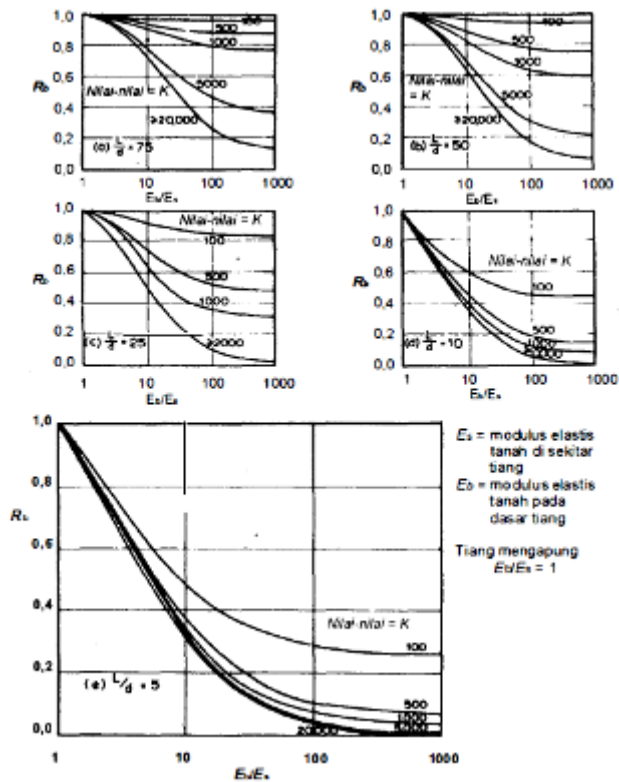 1,0
0,8
0,6
0,4
0,2
0,0
Rb
100
500
1000
5000
≥20,000
Nilai-nilai = K
(a) L/d = 75
1 10 100 1000
Eb/Es
1,0
0,8
0,6
0,4
0,2
0,0
Rb
100
500
1000
5000
≥20,000
Nilai-nilai
= K
(b) L/d = 50
1 10 100 1000
Eb/Es
1,0
0,8
0,6
0,4
0,2
0,0
Rb
Nilai-nilai = K
100
500
1000
≥2000
(c) L/d = 25
1 10 100 1000
Eb/Es
1,0
0,8
0,6
0,4
0,2
0,0
Rb
Nilai-nilai = K
100
500
1000
(d) L/d = 10
1 10 100 1000
Eb/Es
1,0
0,8
0,6
0,4
0,2
0,0
Rb
Nilai-nilai = K
100
500
1000
20000
(e) L/d = 5
1 10 100 1000
Eb/Es
Es = modulus elastis
tanah di sekitar
tiang
Eb = modulus elastis
tanah pada
dasar tiang
Tiang mengapung
Eb/Es = 1